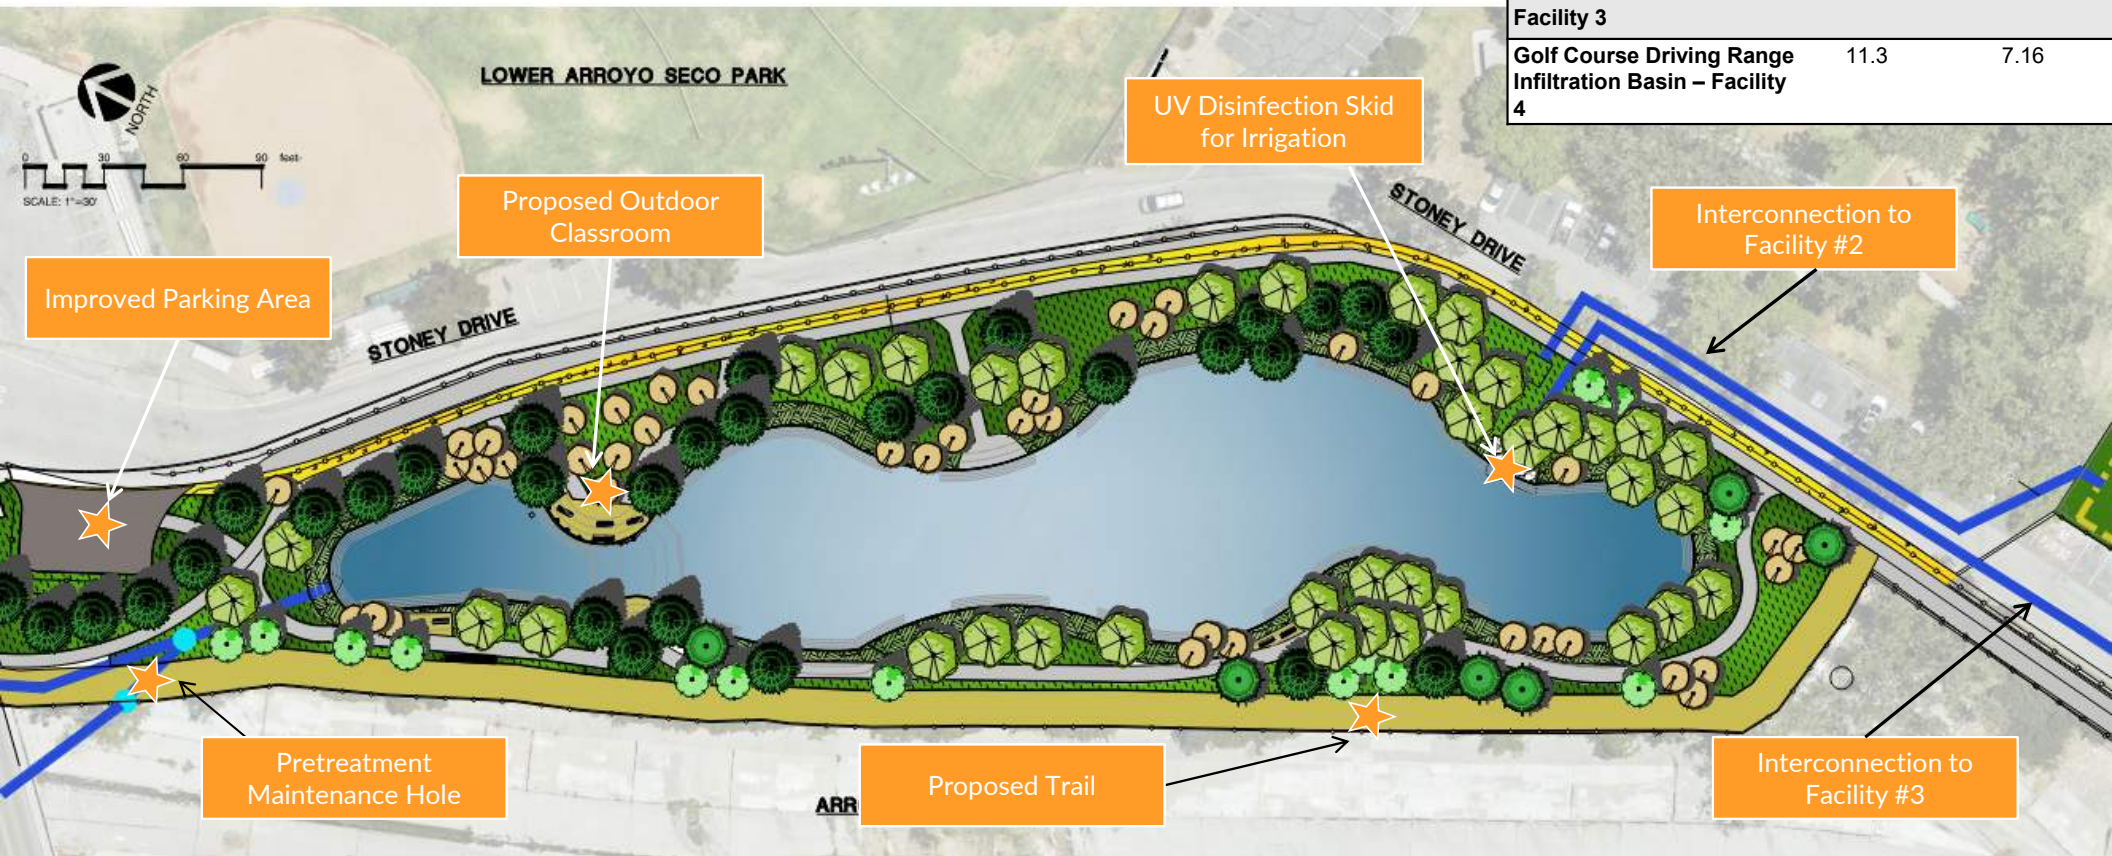 Facility 3
Golf Course Driving Range 11.3 7.16
Infiltration Basin – Facility
4
LOWER ARROYO SECO PARK
NORTH
0 30 60 90 feet
SCALE: 1"=30'
UV Disinfection Skid
for Irrigation
Proposed Outdoor
Classroom
STONEY DRIVE
Interconnection to
Facility #2
Improved Parking Area
STONEY DRIVE
Pretreatment
Maintenance Hole
Proposed Trail
ARR
Interconnection to
Facility #3